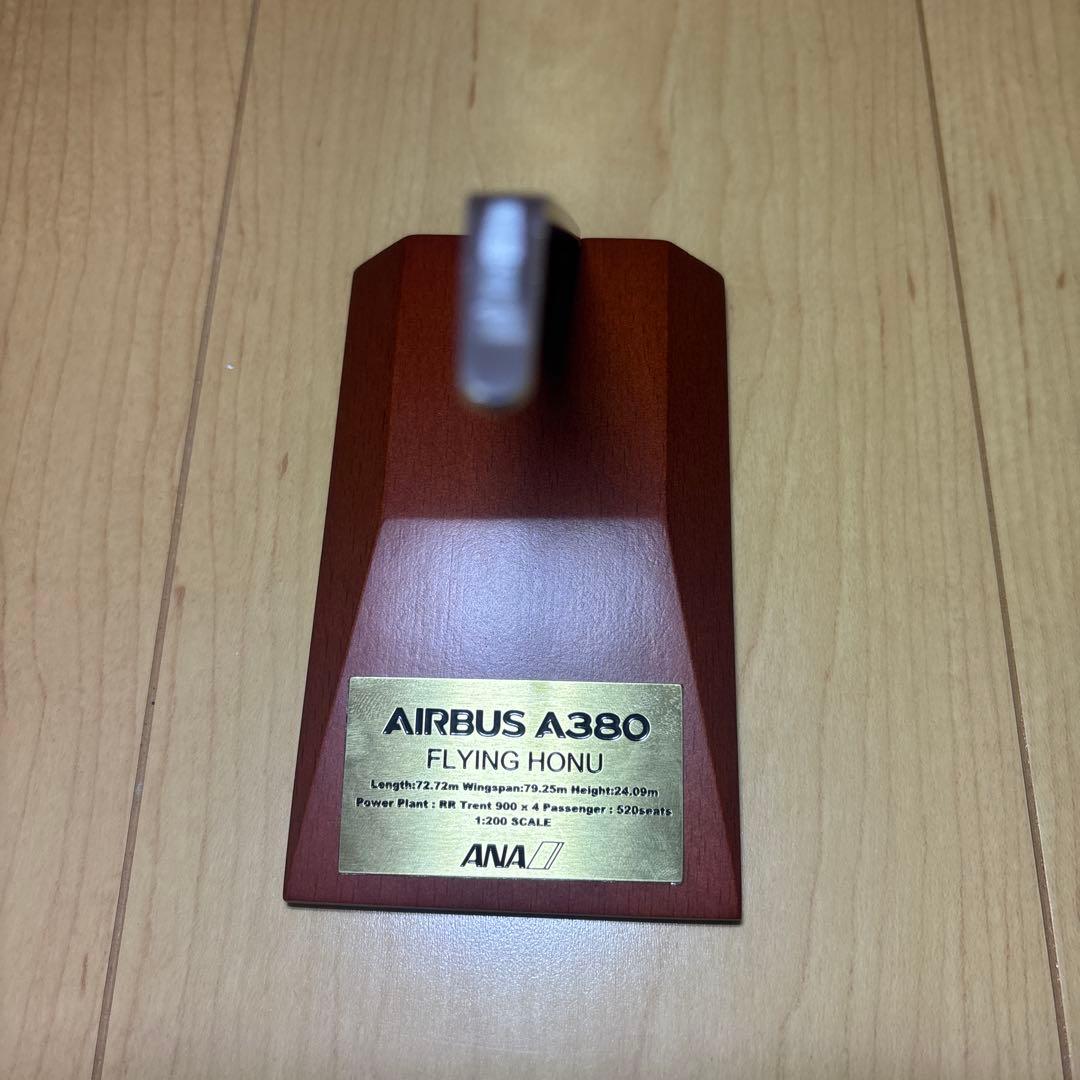 AIRBUS A380
FLYING HONU
Length:72.72m Wingspan:79.25m Height:24.09m
Power Plant : RR Trent 900 x 4 Passenger : 520seats
1:200 SCALE
ANA